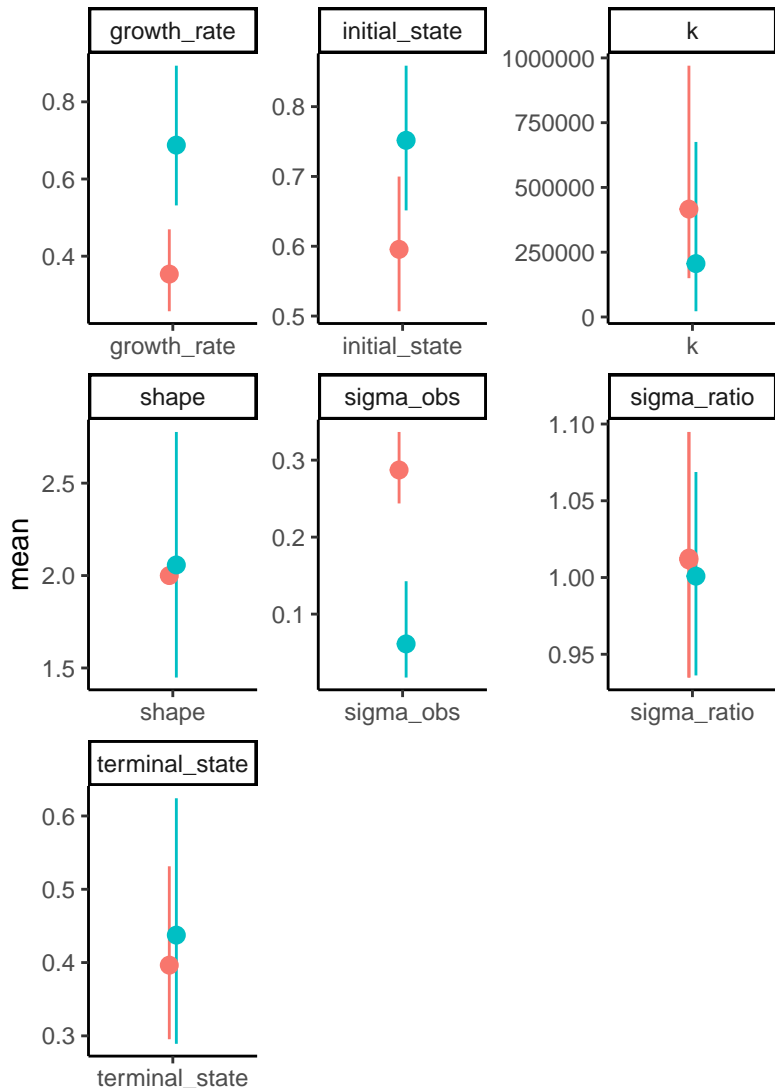 growth_rate
0.8
0.6
0.4
growth_rate
initial_state
0.8
0.7
0.6
0.5
initial_state
k
1000000
750000
500000
250000
0
k
mean
shape
2.5
2.0
1.5
shape
sigma_obs
0.3
0.2
0.1
sigma_obs
sigma_ratio
1.10
1.05
1.00
0.95
sigma_ratio
terminal_state
0.6
0.5
0.4
0.3
terminal_state